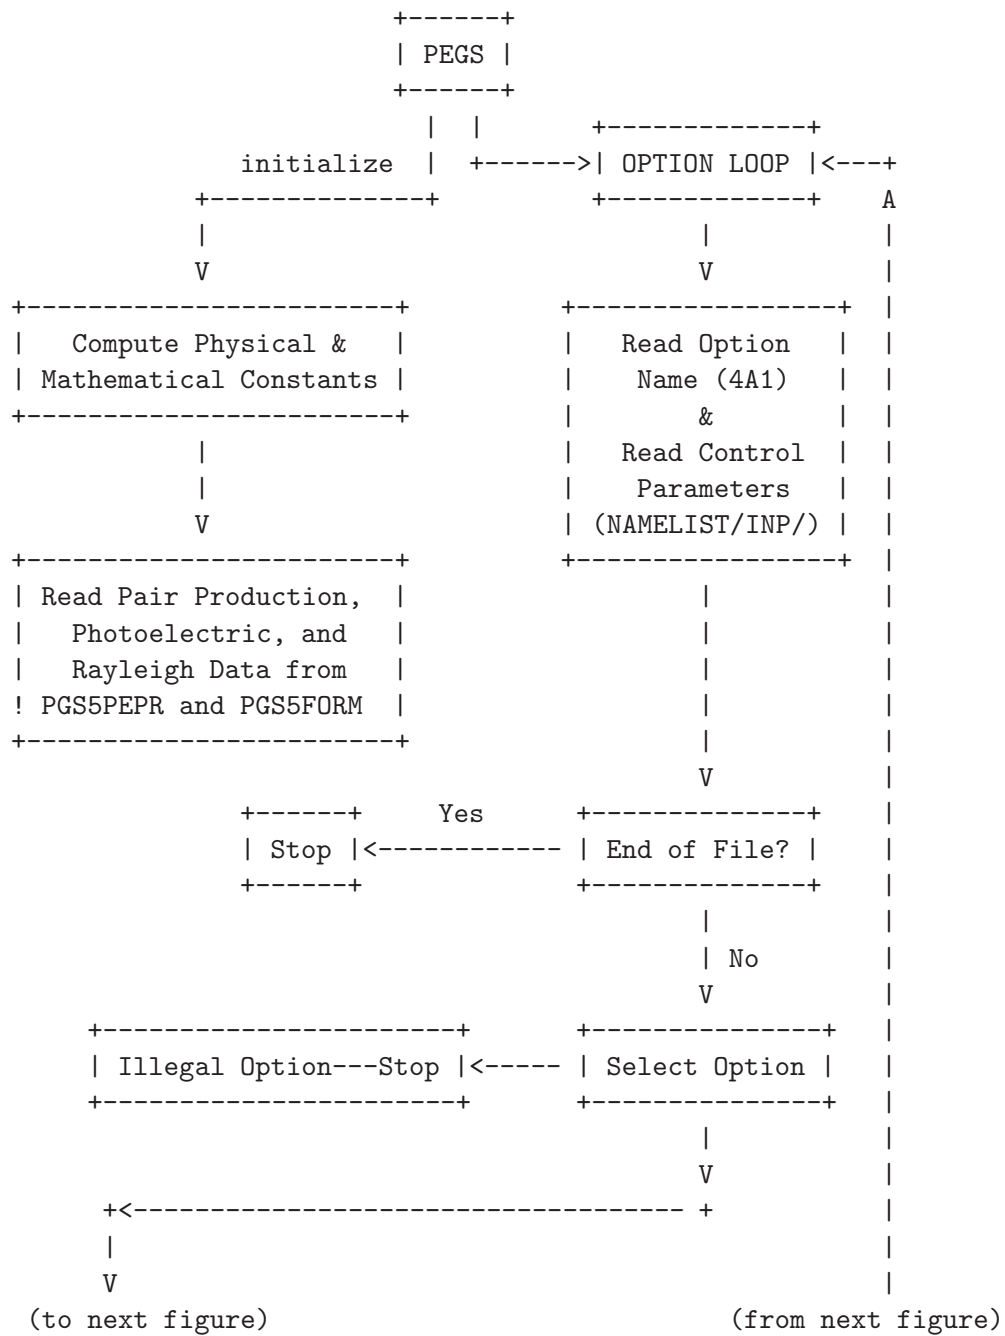 +------+
| PEGS |
+------+
| | +-------------+
initialize | +------>| OPTION LOOP |<---+
+--------------+ +-------------+ A
| | |
V V |
+------------------------+ +-----------------+ |
| Compute Physical & | | Read Option | |
| Mathematical Constants | | Name (4A1) | |
+------------------------+ | & | |
| | Read Control | |
| | Parameters | |
V | (NAMELIST/INP/) | |
+------------------------+ +-----------------+ |
| Read Pair Production, | | |
| Photoelectric, and | | |
| Rayleigh Data from | | |
! PGS5PEPR and PGS5FORM | | |
+------------------------+ | |
V |
+------+ Yes +--------------+ |
| Stop |<------------ | End of File? | |
+------+ +--------------+ |
| |
| No |
V |
+-----------------------+ +---------------+ |
| Illegal Option---Stop |<----- | Select Option | |
+-----------------------+ +---------------+ |
| |
V |
+<------------------------------------ + |
| |
V |
(to next figure) (from next figure)